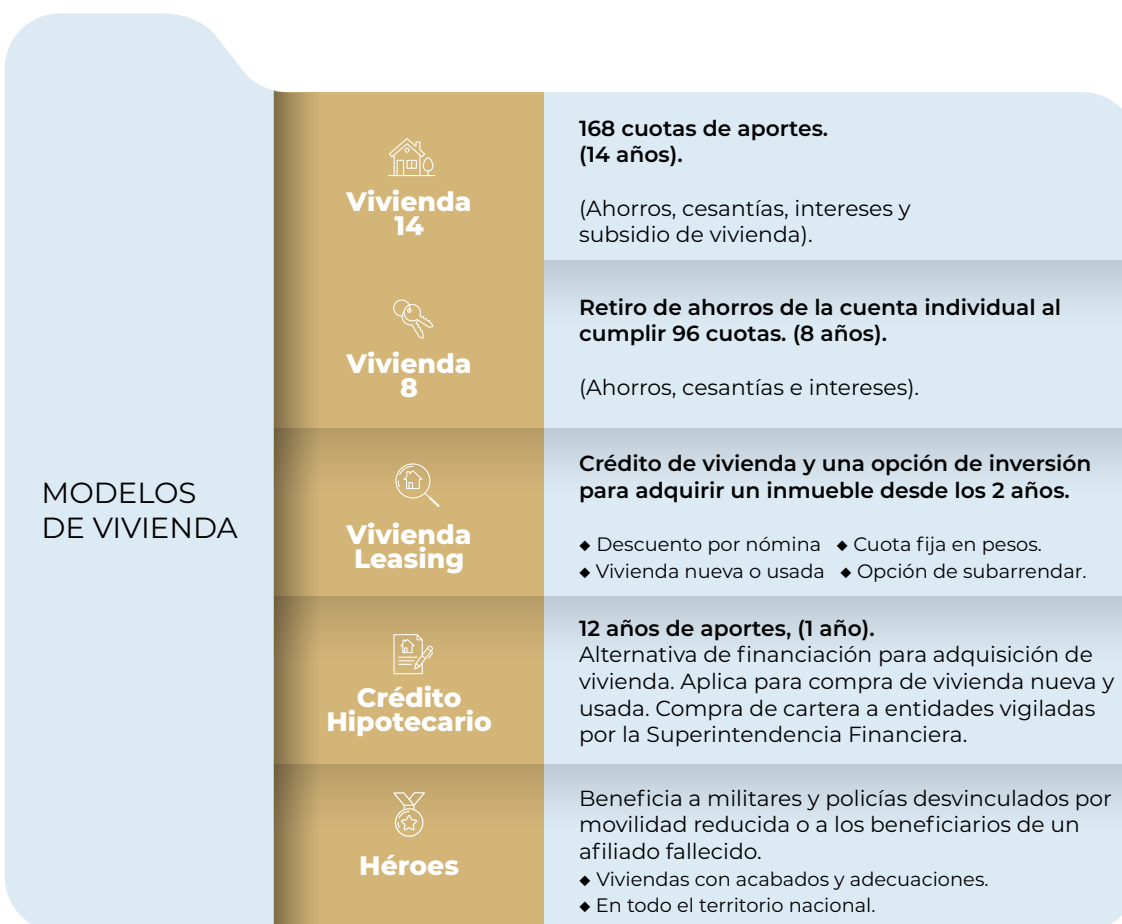 MODELOS
DE VIVIENDA
Vivienda
14
168 cuotas de aportes.
(14 años).
(Ahorros, cesantías, intereses y
subsidio de vivienda).
Vivienda
8
Retiro de ahorros de la cuenta individual al
cumplir 96 cuotas. (8 años).
(Ahorros, cesantías e intereses).
Vivienda
Leasing
Crédito de vivienda y una opción de inversión
para adquirir un inmueble desde los 2 años.
◆ Descuento por nómina ◆ Cuota fija en pesos.
◆ Vivienda nueva o usada ◆ Opción de subarrendar.
Crédito
Hipotecario
12 años de aportes, (1 año).
Alternativa de financiación para adquisición de
vivienda. Aplica para compra de vivienda nueva y
usada. Compra de cartera a entidades vigiladas
por la Superintendencia Financiera.
Héroes
Beneficia a militares y policías desvinculados por
movilidad reducida o a los beneficiarios de un
afiliado fallecido.
◆ Viviendas con acabados y adecuaciones.
◆ En todo el territorio nacional.